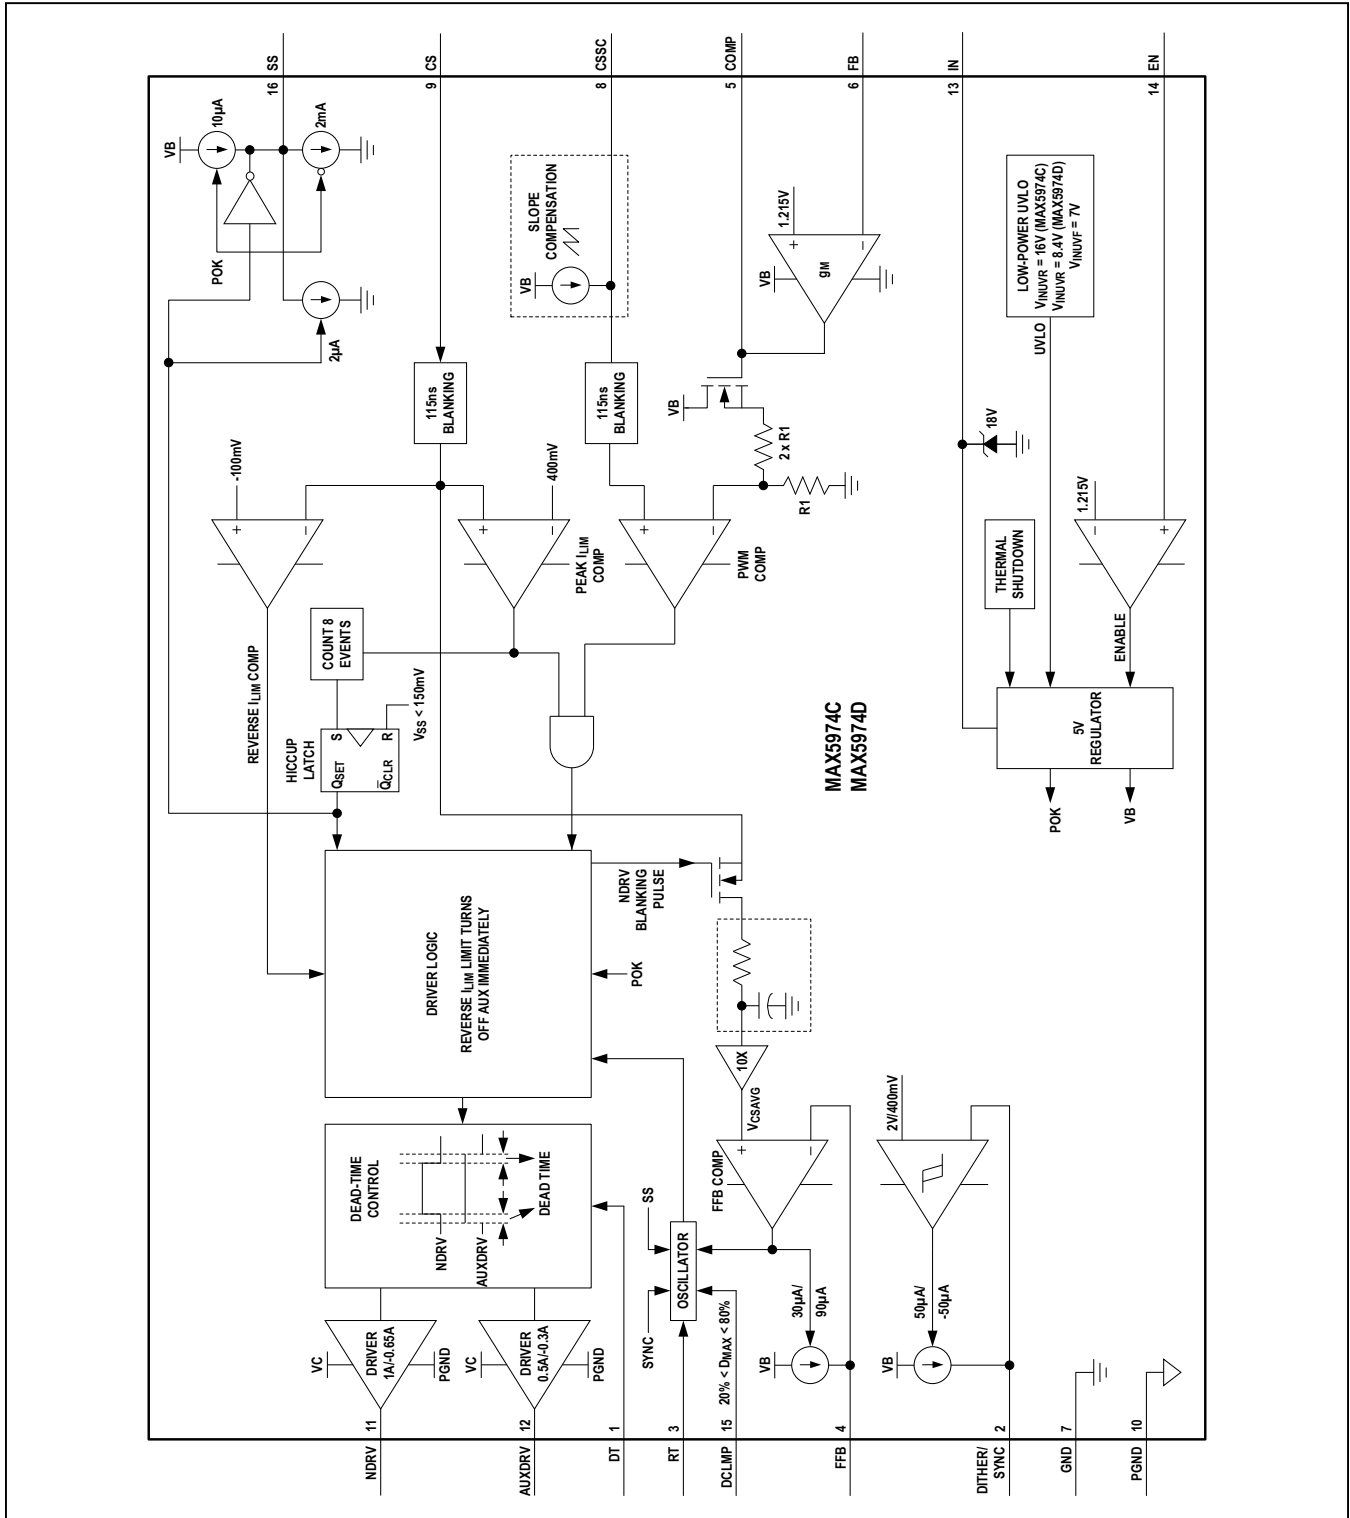 16 SS
9 CS
8 CSSC
5 COMP
6 FB
13 IN
14 EN
VB
10µA
2mA
POK
2µA
SLOPE
COMPENSATION
VB
VB
1.215V
+
−
gM
LOW-POWER UVLO
VINUVR = 16V (MAX5974C)
VINUVR = 8.4V (MAX5974D)
VINUVF = 7V
UVLO
115ns
BLANKING
115ns
BLANKING
VB
2 x R1
R1
18V
-100mV
+
−
400mV
+
−
PEAK ILIM
COMP
+
−
PWM
COMP
THERMAL
SHUTDOWN
1.215V
−
+
ENABLE
REVERSE ILIM COMP
COUNT 8
EVENTS
HICCUP
LATCH
S
R
QSET
QCLR
VSS < 150mV
MAX5974C
MAX5974D
5V
REGULATOR
POK
VB
DRIVER LOGIC
REVERSE ILIM LIMIT TURNS
OFF AUX IMMEDIATELY
NDRV
BLANKING
PULSE
POK
10X
VCSAVG
2V/400mV
DEAD-TIME
CONTROL
NDRV
AUXDRV
DEAD TIME
SS
SYNC
OSCILLATOR
FFB COMP
+
−
20% < DMAX < 80%
30µA/
90µA
VB
50µA/
-50µA
VB
VC
DRIVER
1A/-0.65A
PGND
VC
DRIVER
0.5A/-0.3A
PGND
NDRV 11
AUXDRV 12
DT 1
RT 3
DCLMP 15
FFB 4
DITHER/
SYNC 2
GND 7
PGND 10